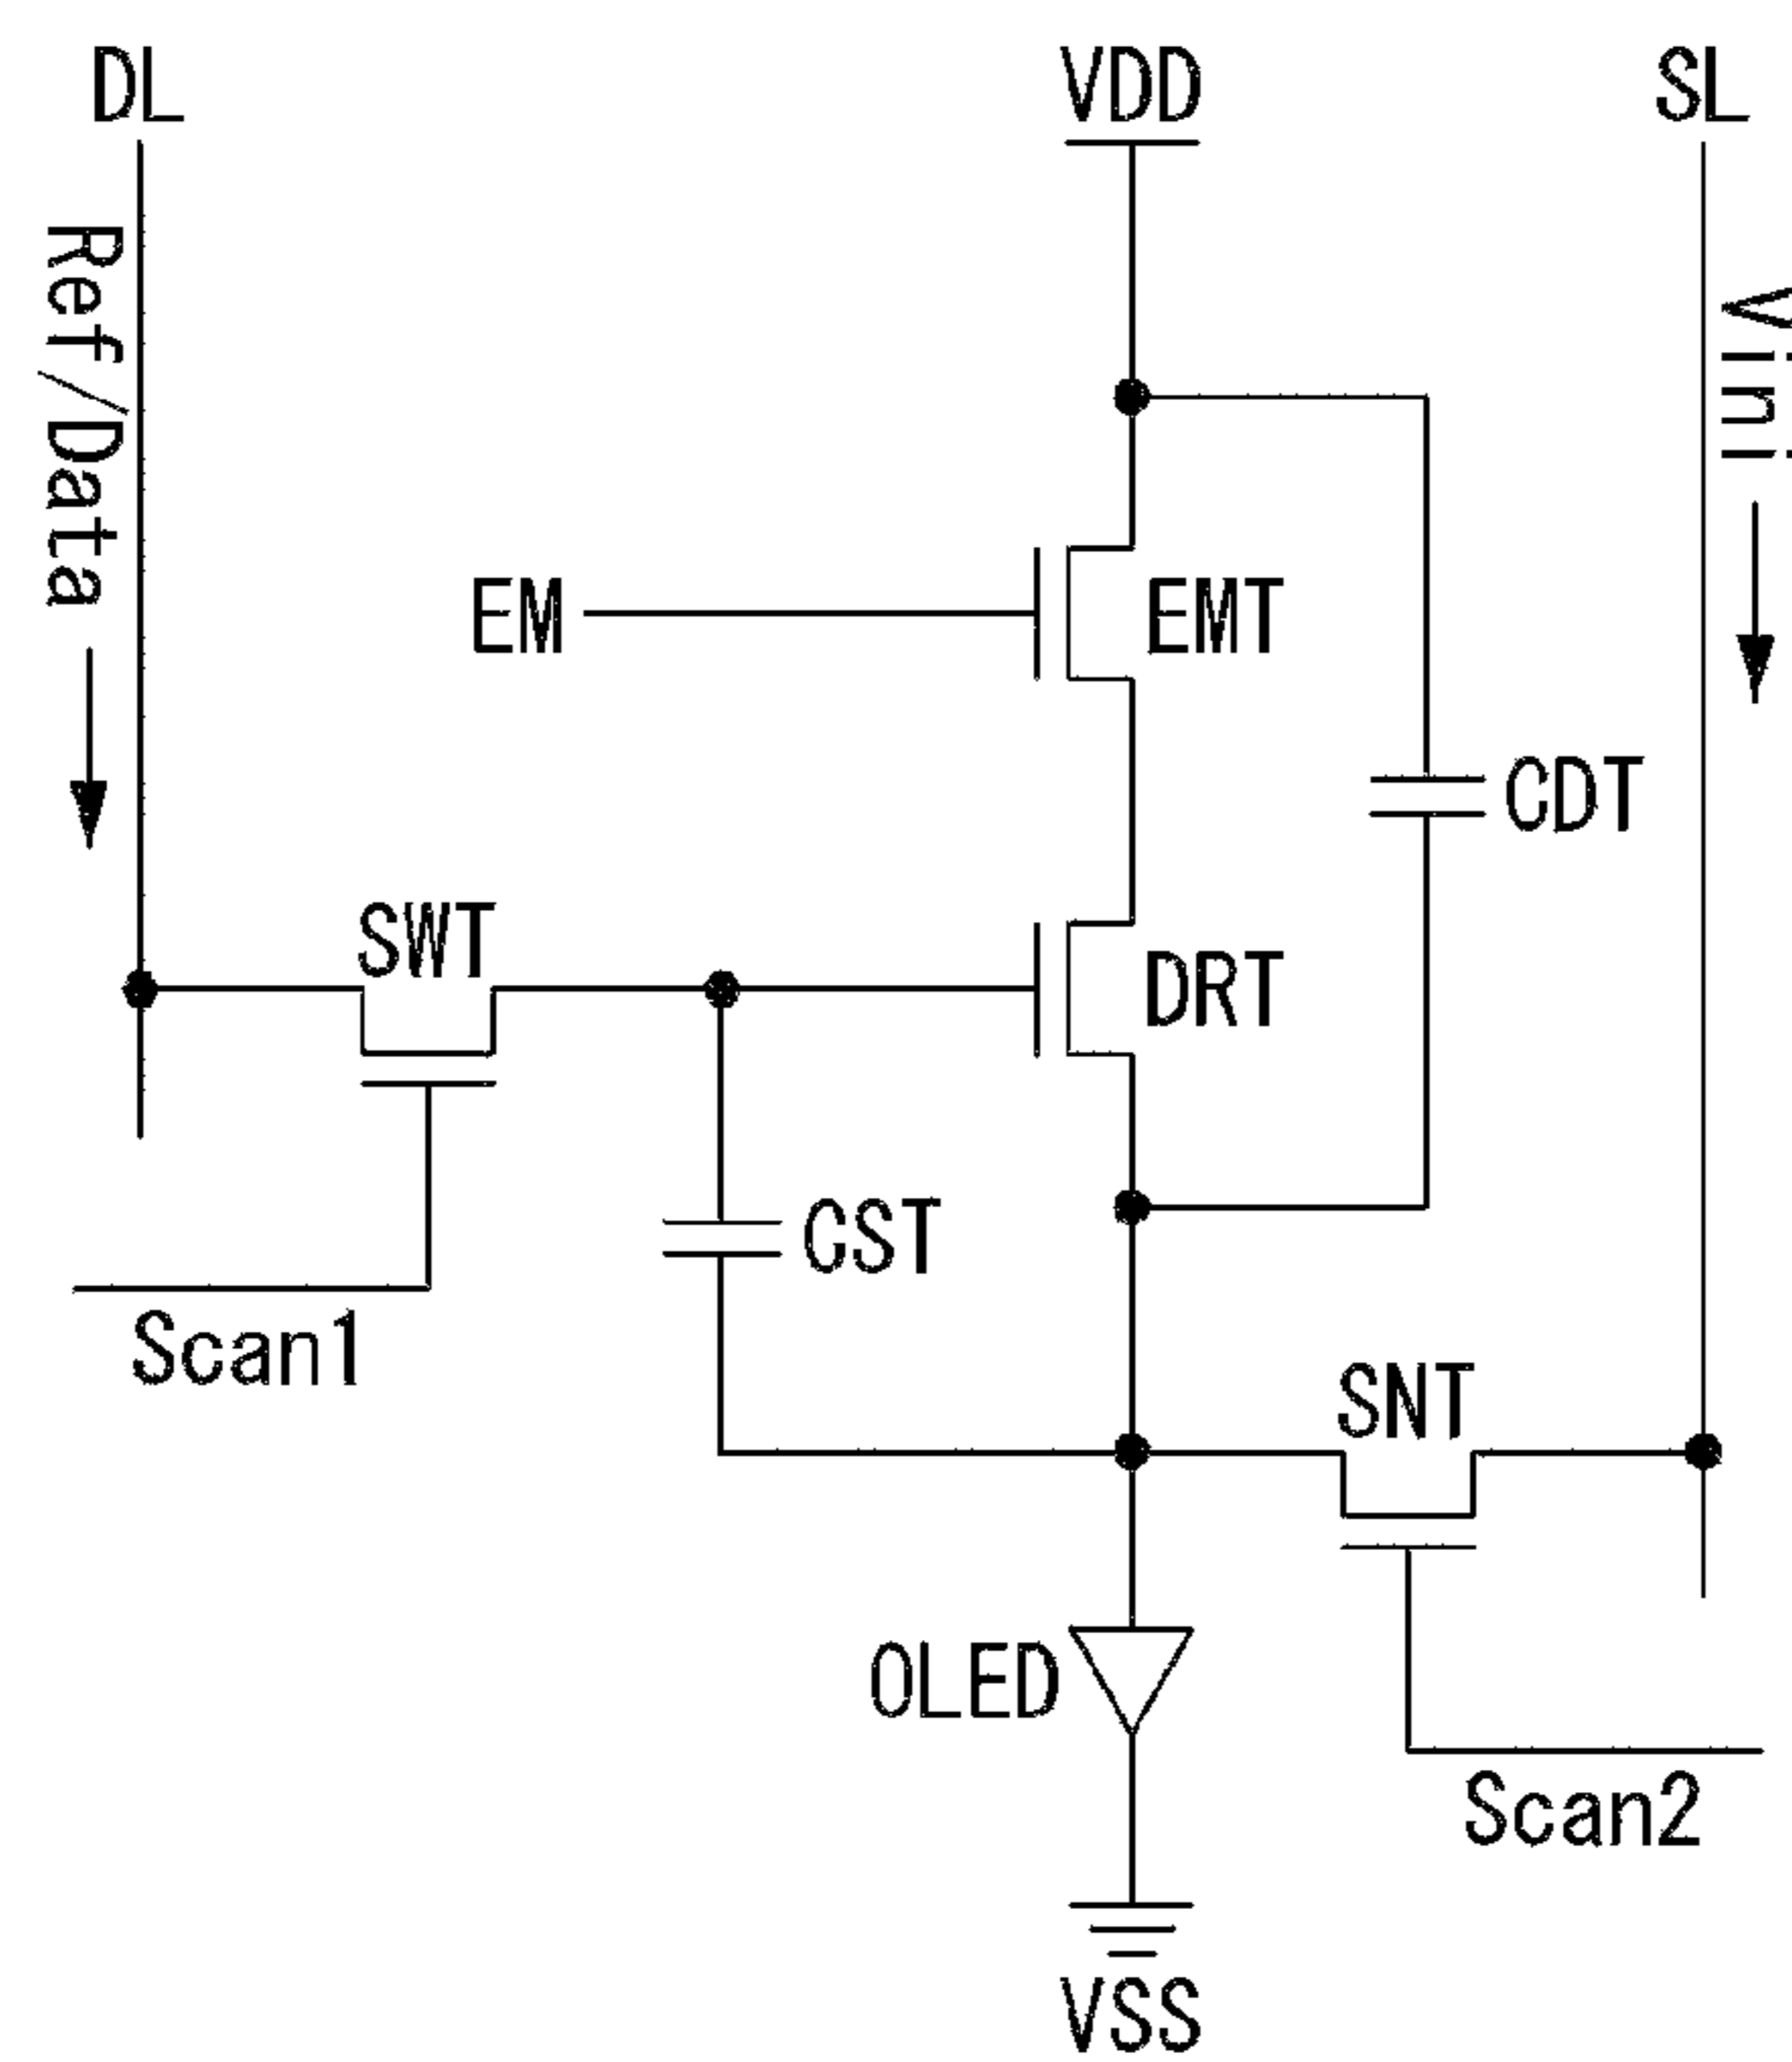 DL
VDD
SL
Ref/Data
Vini
EM
EMT
CDT
SWT
DRT
CST
Scan1
SNT
OLED
Scan2
VSS